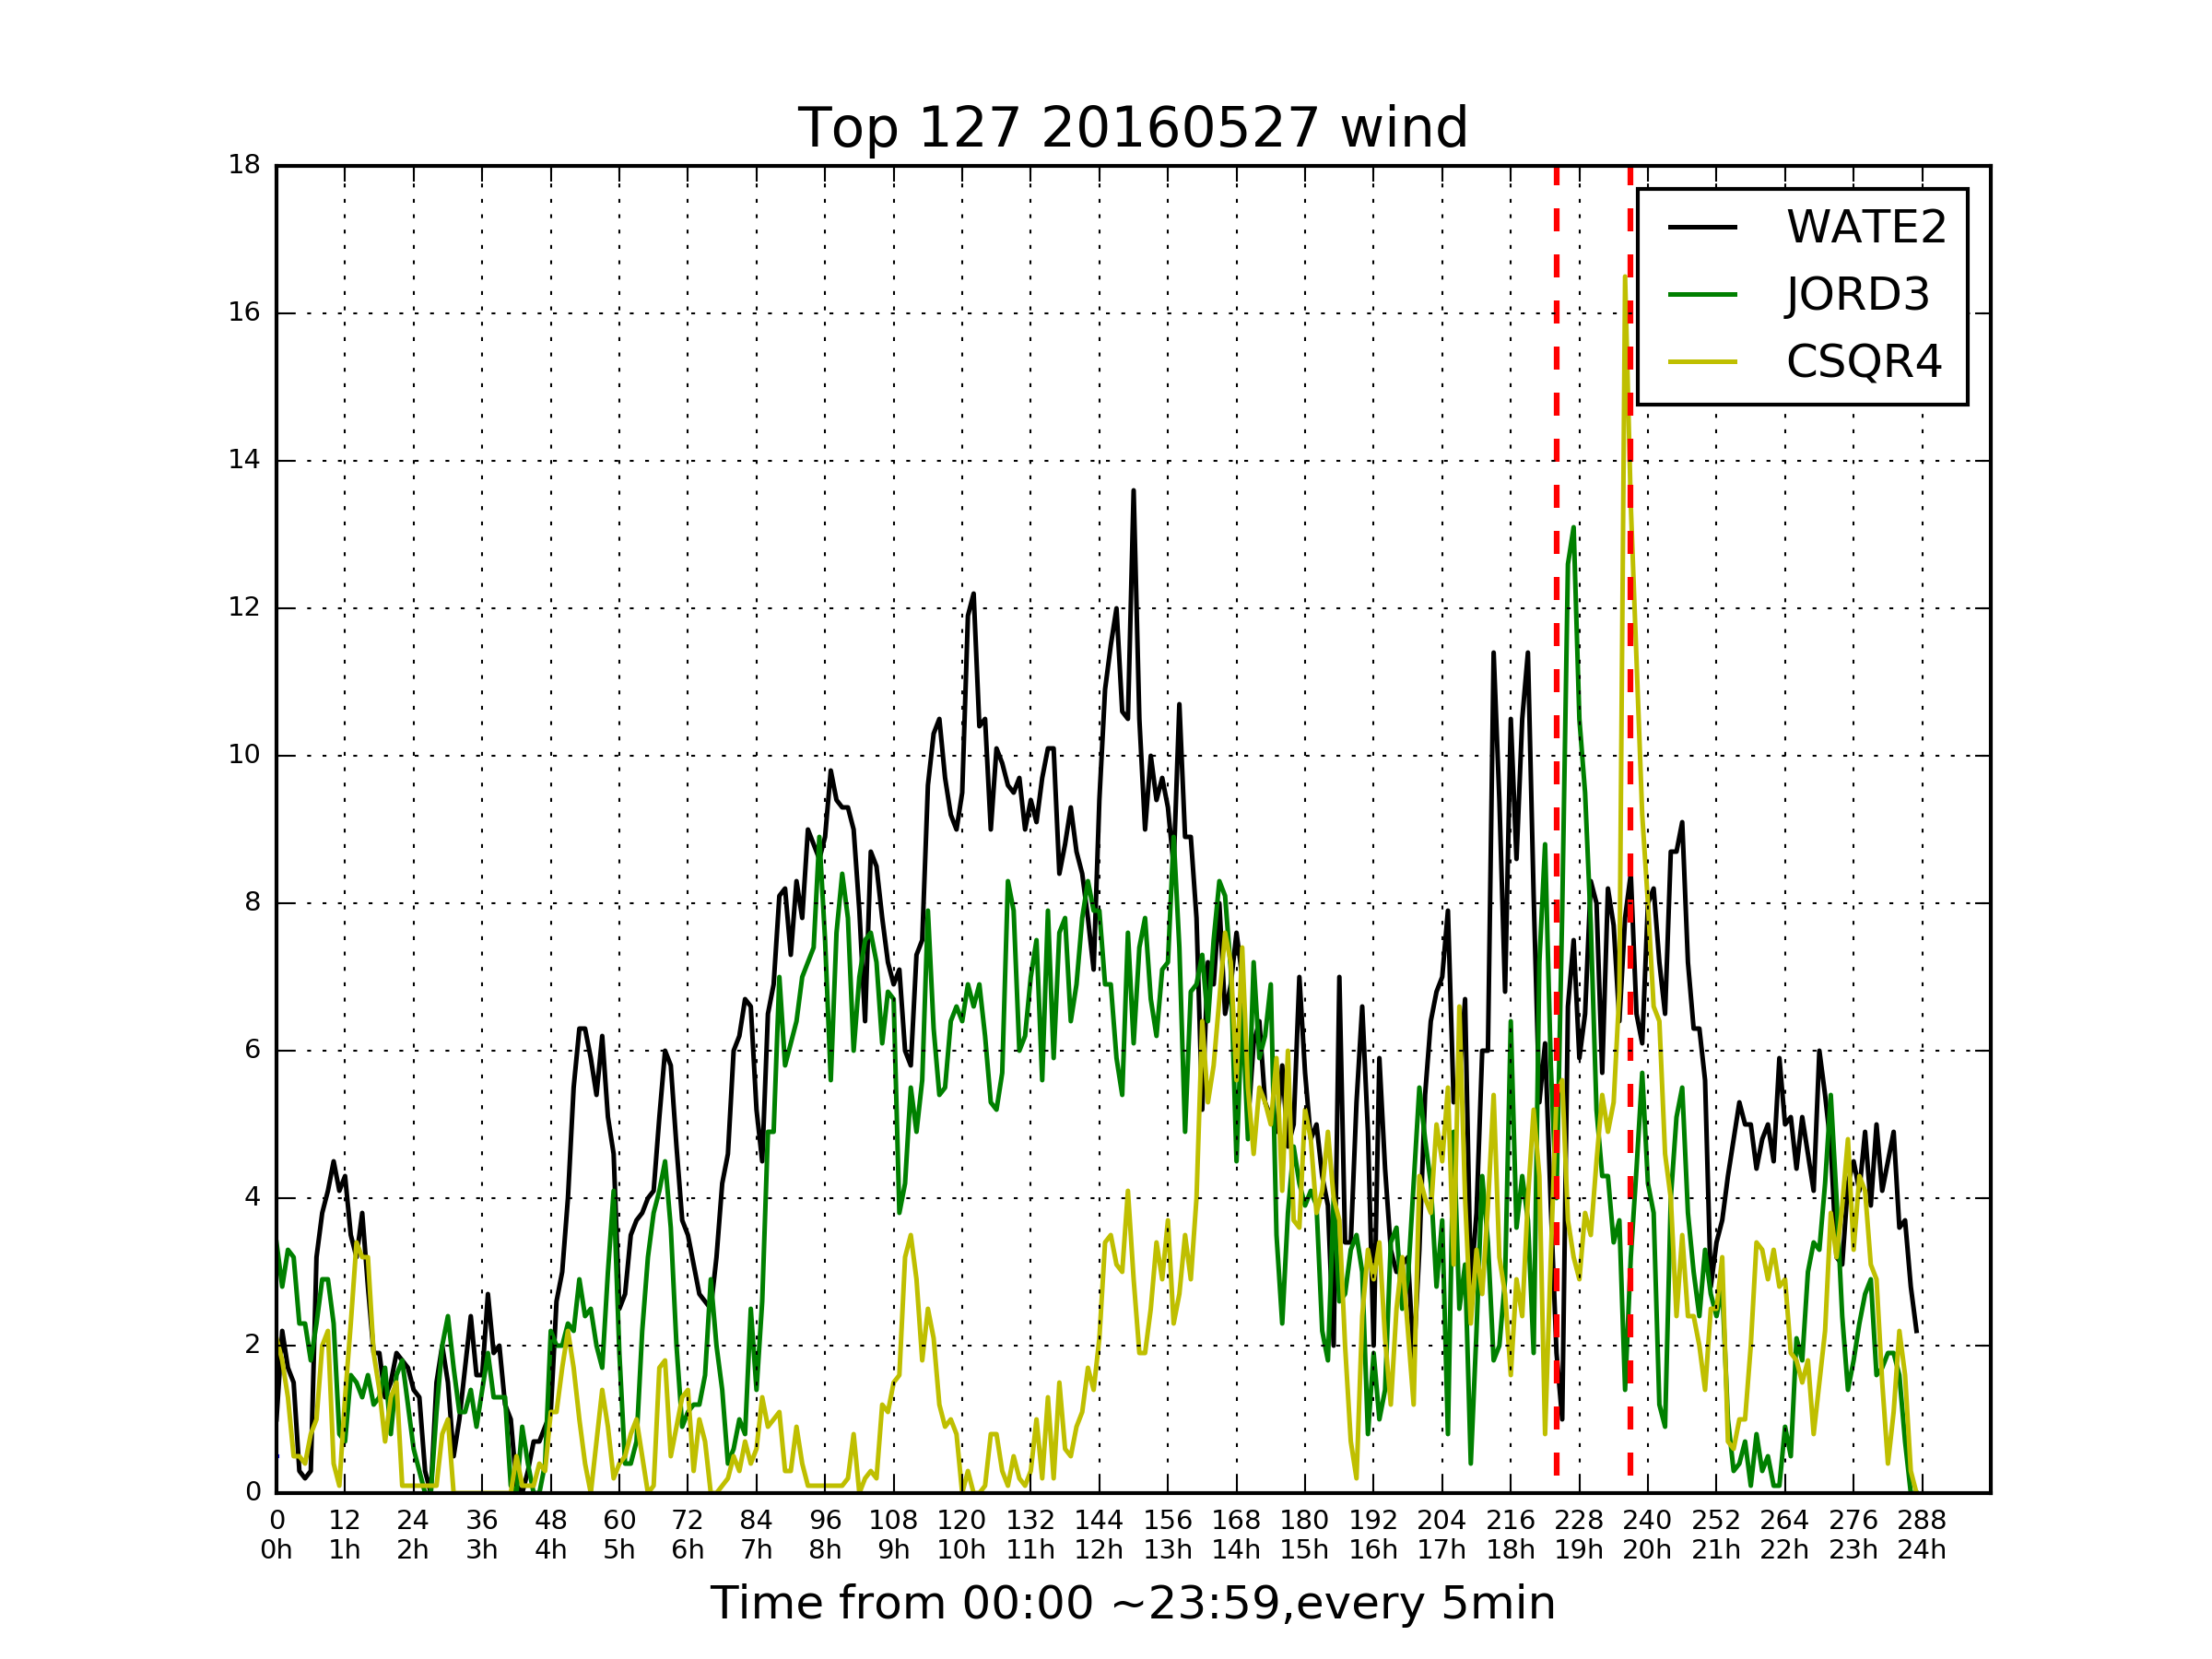 Top 127 20160527 wind
18
16
14
12
10
8
6
4
2
0
WATE2
JORD3
CSQR4
0 12 24 36 48 60 72 84 96 108 120 132 144 156 168 180 192 204 216 228 240 252 264 276 288
0h 1h 2h 3h 4h 5h 6h 7h 8h 9h 10h 11h 12h 13h 14h 15h 16h 17h 18h 19h 20h 21h 22h 23h 24h
Time from 00:00 ~23:59,every 5min